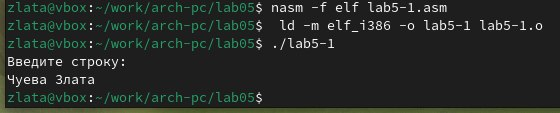 zlata@vbox:~/work/arch-pc/lab05$ nasm -f elf lab5-1.asm
zlata@vbox:~/work/arch-pc/lab05$  ld -m elf_i386 -o lab5-1 lab5-1.o
zlata@vbox:~/work/arch-pc/lab05$ ./lab5-1
Введите строку:
Чуева Злата
zlata@vbox:~/work/arch-pc/lab05$